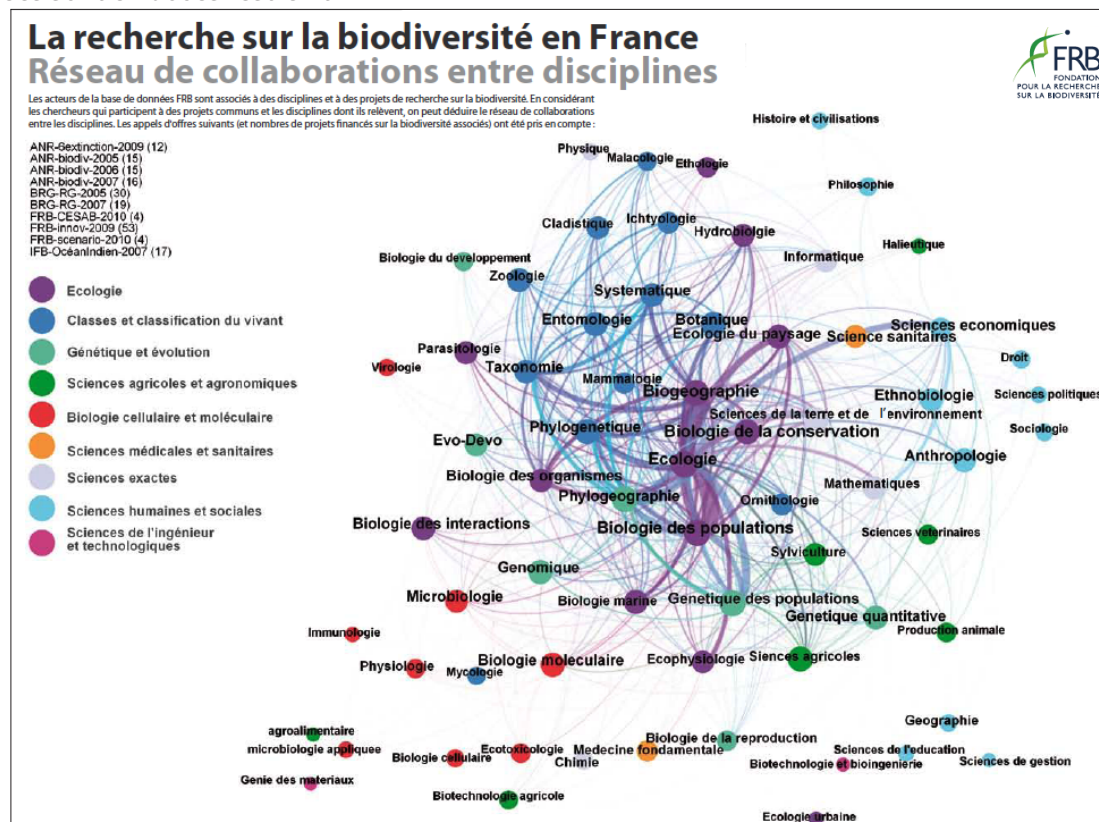 La recherche sur la biodiversité en France
Réseau de collaborations entre disciplines
FRB
FONDATION
POUR LA RECHERCHE
SUR LA BIODIVERSITÉ
Les acteurs de la base de données FRB sont associés à des disciplines et à des projets de recherche sur la biodiversité. En considérant
les chercheurs qui participent à des projets communs et les disciplines dont ils relèvent, on peut déduire le réseau de collaborations
entre les disciplines. Les appels d'offres suivants (et nombres de projets financés sur la biodiversité associés) ont été pris en compte :
ANR-6extinction-2009 (12)
ANR-biodiv-2005 (15)
ANR-biodiv-2006 (15)
ANR-biodiv-2007 (16)
BRG-RG-2005 (30)
BRG-RG-2007 (19)
FRB-CESAB-2010 (4)
FRB-innov-2009 (53)
FRB-scenario-2010 (4)
IFB-OcéanIndien-2007 (17)
Ecologie
Classes et classification du vivant
Génétique et évolution
Sciences agricoles et agronomiques
Biologie cellulaire et moléculaire
Sciences médicales et sanitaires
Sciences exactes
Sciences humaines et sociales
Sciences de l'ingénieur
et technologiques
Histoire et civilisations
Physique
Malacologie
Ethologie
Philosophie
Cladistique
Ichtyologie
Hydrobiolgie
Halieutique
Biologie du developpement
Informatique
Zoologie
Systematique
Entomologie
Botanique
Ecologie du paysage
Sciences economiques
Science sanitaires
Parasitologie
Virologie
Taxonomie
Mammalogie
Droit
Biogeographie
Ethnobiologie
Sciences politiques
Sciences de la terre et de l'environnement
Phylogenetique
Biologie de la conservation
Sociologie
Evo-Devo
Ecologie
Anthropologie
Biologie des organismes
Mathematiques
Phylogeographie
Ornithologie
Biologie des interactions
Biologie des populations
Sciences veterinaires
Sylviculture
Genomique
Microbiologie
Biologie marine
Genetique des populations
Genetique quantitative
Immunologie
Production animale
Physiologie
Mycologie
Biologie moleculaire
Ecophysiologie
Siences agricoles
Geographie
agroalimentaire
Biologie de la reproduction
microbiologie appliquee
Biologie cellulaire
Ecotoxicologie
Medecine fondamentale
Chimie
Sciences de l'education
Biotechnologie et bioingenierie
Sciences de gestion
Genie des materiaux
Biotechnologie agricole
Ecologie urbaine